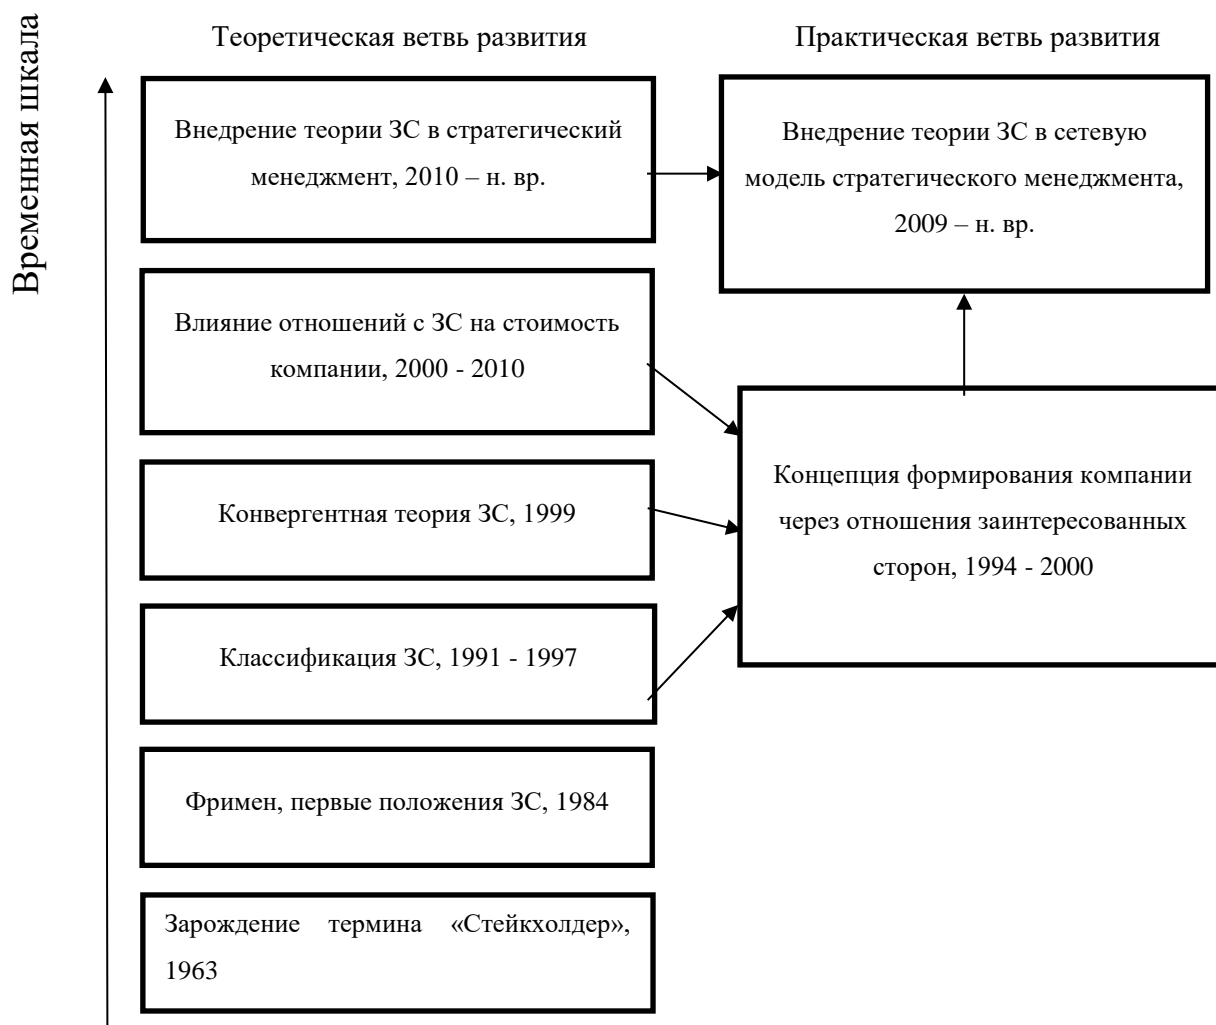 Временная шкала
Теоретическая ветвь развития
Практическая ветвь развития
Внедрение теории ЗС в стратегический
менеджмент, 2010 – н. вр.
Внедрение теории ЗС в сетевую
модель стратегического менеджмента,
2009 – н. вр.
Влияние отношений с ЗС на стоимость
компании, 2000 - 2010
Конвергентная теория ЗС, 1999
Концепция формирования компании
через отношения заинтересованных
сторон, 1994 - 2000
Классификация ЗС, 1991 - 1997
Фримен, первые положения ЗС, 1984
Зарождение термина «Стейкхолдер»,
1963